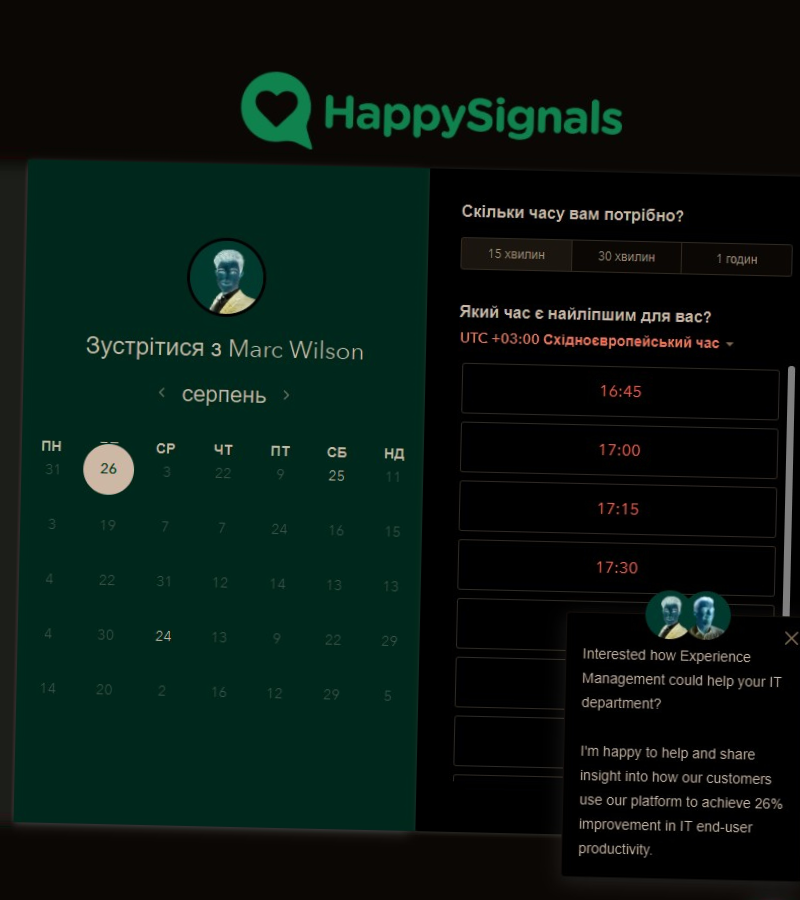 HappySignals
Зустрітися з Marc Wilson
серпень
ПН СР ЧТ ПТ СБ НД
31 26 3 22 9 25 11
3 19 7 7 24 16 15
4 22 31 12 14 13 13
4 30 24 13 9 22 29
14 20 2 16 12 29 5
Скільки часу вам потрібно?
15 хвилин 30 хвилин 1 годин
Який час є найліпшим для вас?
UTC +03:00 Східноєвропейський час
16:45
17:00
17:15
17:30
Interested how Experience
Management could help your IT
department?
I'm happy to help and share
insight into how our customers
use our platform to achieve 26%
improvement in IT end-user
productivity.